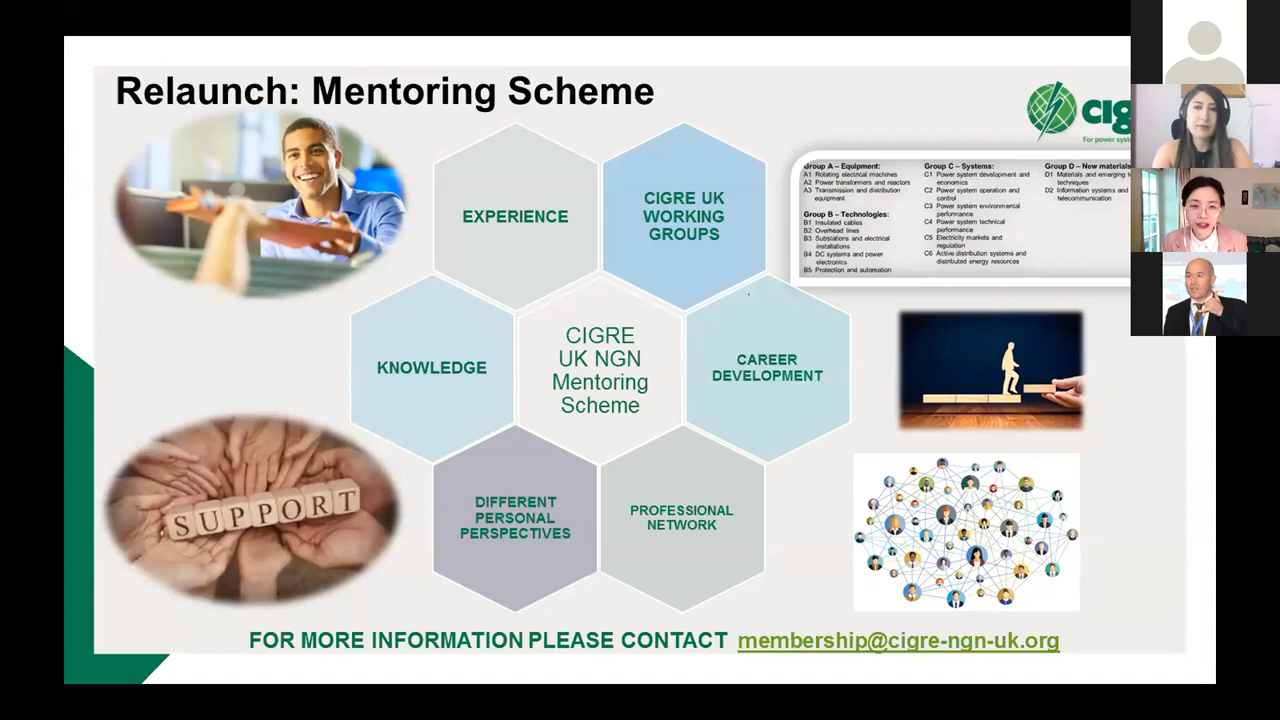 Relaunch: Mentoring Scheme
cigr
For power syste
EXPERIENCE
CIGRE UK
WORKING
GROUPS
Group A – Equipment:
A1 Rotating electrical machines
A2 Power transformers and reactors
A3 Transmission and distribution
equipment
Group B – Technologies:
B1 Insulated cables
B2 Overhead lines
B3 Substations and electrical
installations
B4 DC systems and power
electronics
B5 Protection and automation
Group C – Systems:
C1 Power system development and
economics
C2 Power system operation and
control
C3 Power system environmental
performance
C4 Power system technical
performance
C5 Electricity markets and
regulation
C6 Active distribution systems and
distributed energy resources
Group D – New materials
D1 Materials and emerging t
techniques
D2 Information systems and
telecommunication
KNOWLEDGE
CIGRE
UK NGN
Mentoring
Scheme
CAREER
DEVELOPMENT
SUPPORT
DIFFERENT
PERSONAL
PERSPECTIVES
PROFESSIONAL
NETWORK
FOR MORE INFORMATION PLEASE CONTACT membership@cigre-ngn-uk.org